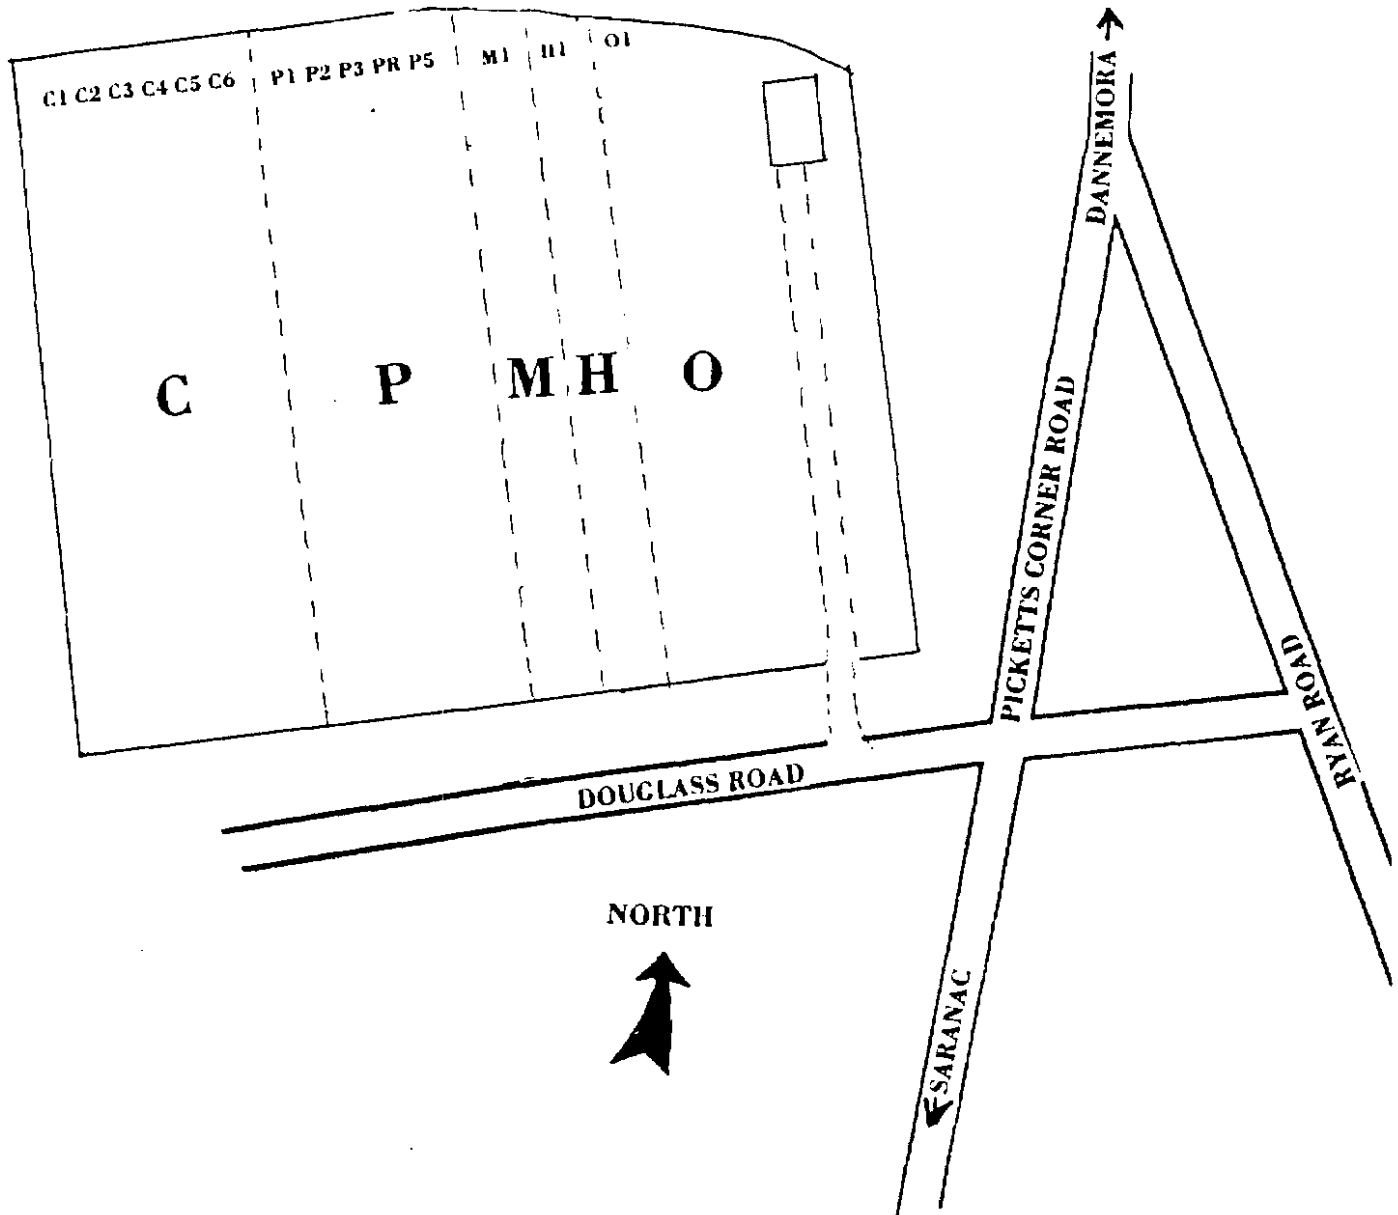 C1 C2 C3 C4 C5 C6 P1 P2 P3 PR P5 M1 H1 O1
C P M H O
DANNEMORA
PICKETTS CORNER ROAD
RYAN ROAD
DOUGLASS ROAD
NORTH
SARANAC